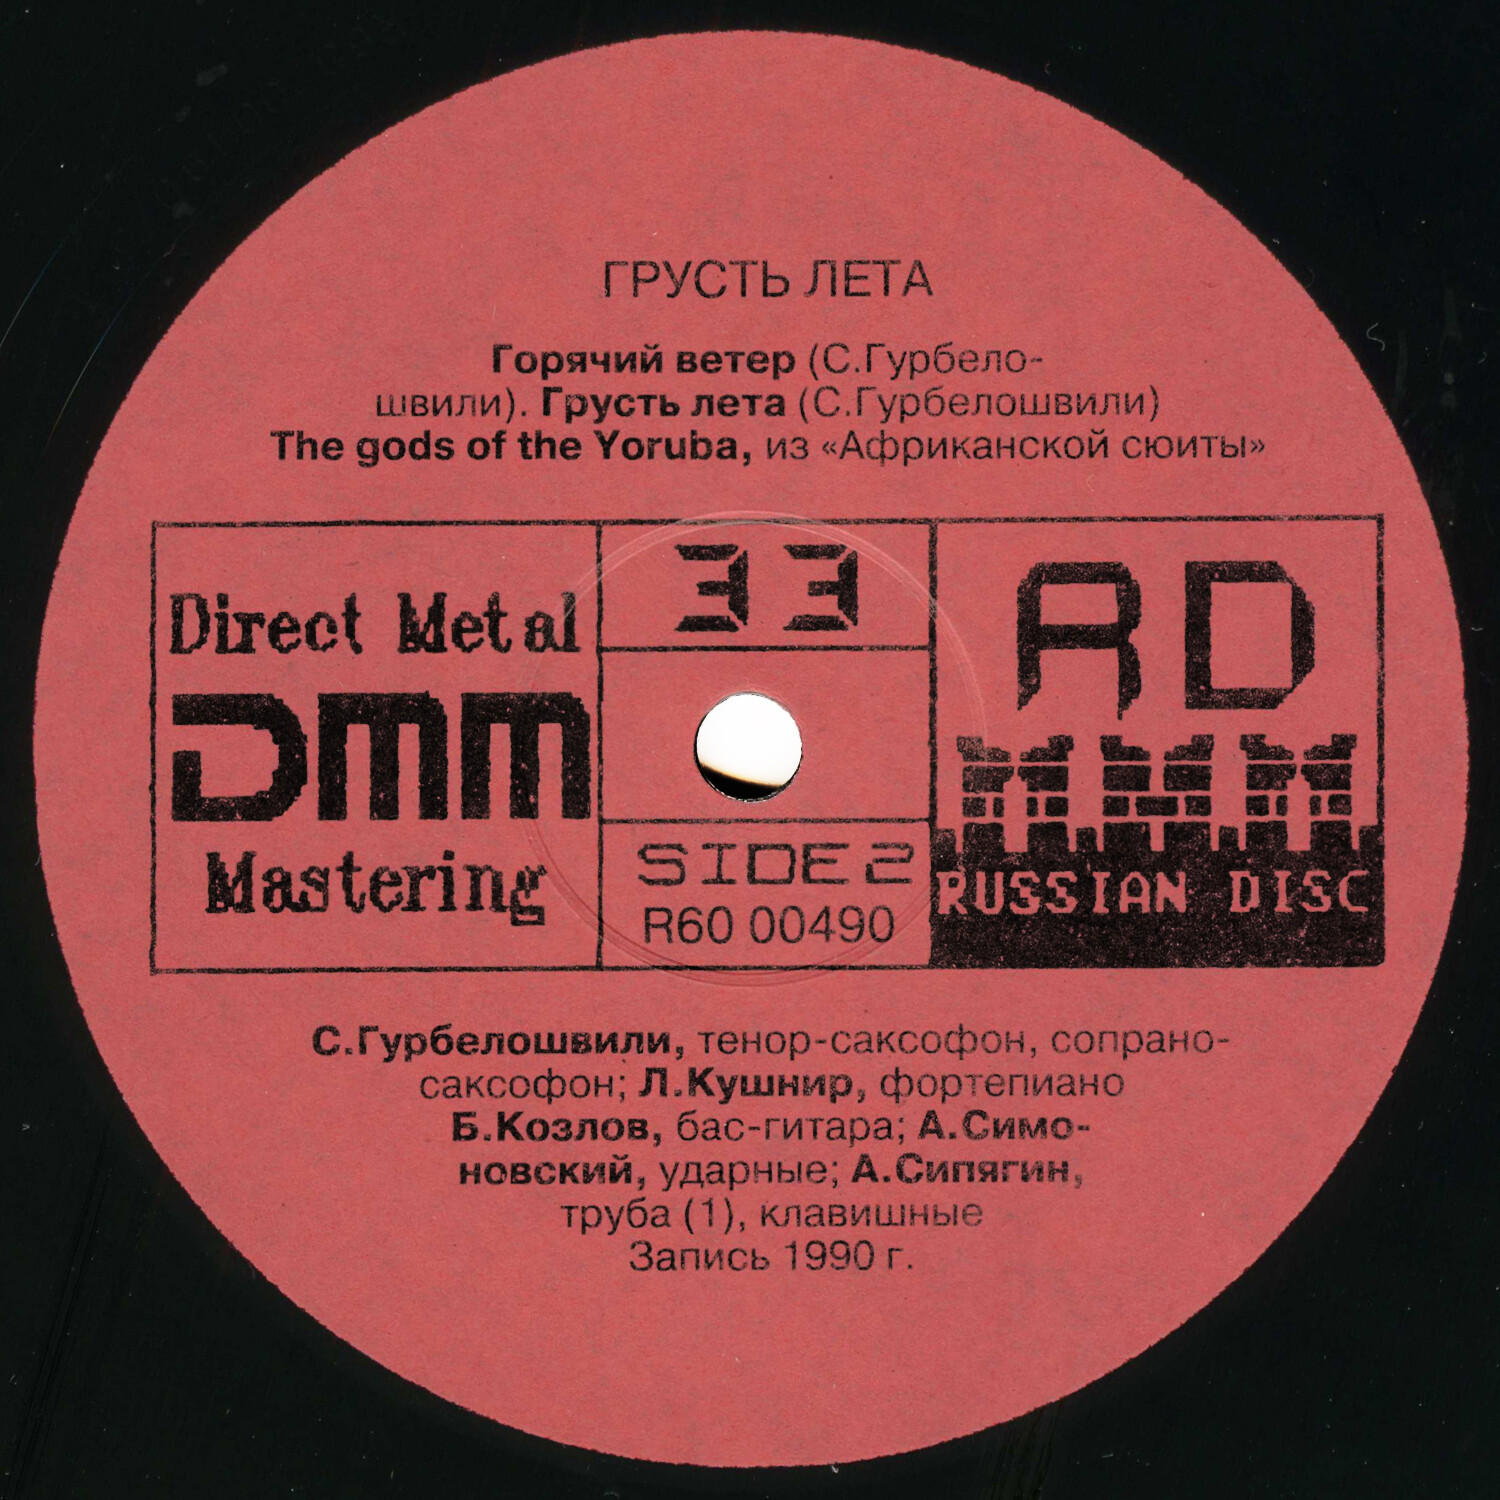 ГРУСТЬ ЛЕТА
Горячий ветер (С.Гурбело-
швили). Грусть лета (С.Гурбелошвили)
The gods of the Yoruba, из «Африканской сюиты»
Direct Metal
DMM
Mastering
33
SIDE 2
R60 00490
RD
RUSSIAN DISC
С.Гурбелошвили, тенор-саксофон, сопрано-
саксофон; Л.Кушнир, фортепиано
Б.Козлов, бас-гитара; А.Симо-
новский, ударные; А.Сипягин,
труба (1), клавишные
Запись 1990 г.